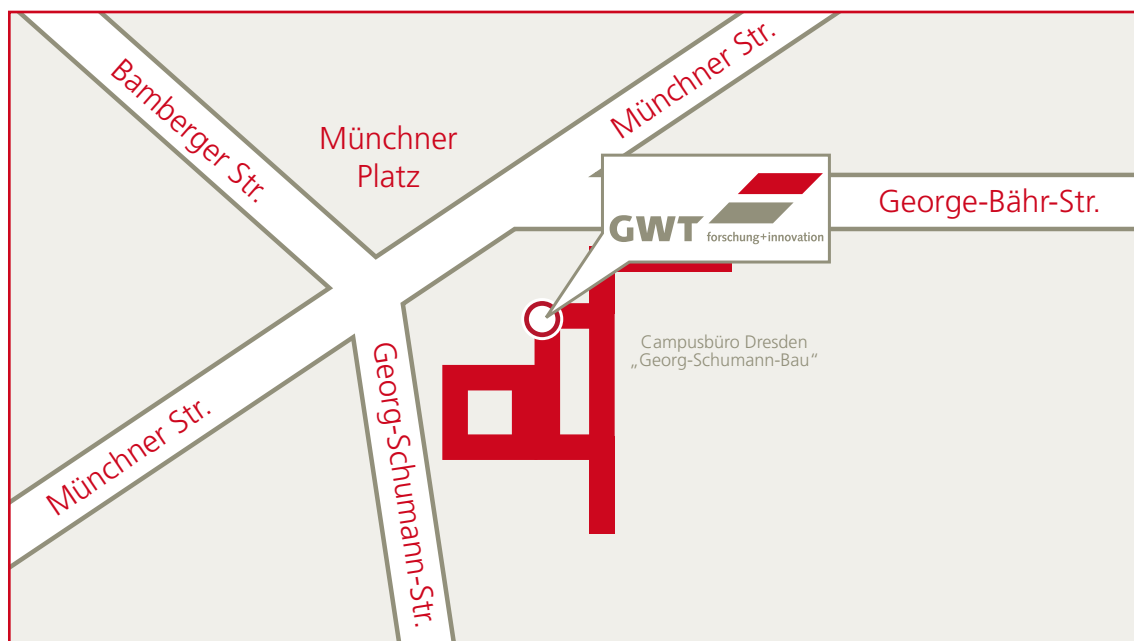 Bamberger Str.
Münchner Str.
Münchner
Platz
George-Bähr-Str.
GWT
forschung+innovation
Campusbüro Dresden
„Georg-Schumann-Bau“
Georg-Schumann-Str.
Münchner Str.